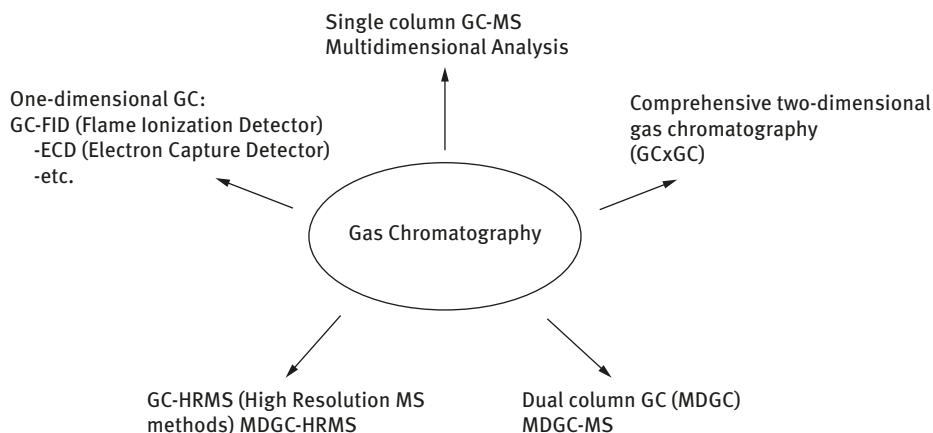 Single column GC-MS
Multidimensional Analysis
One-dimensional GC:
GC-FID (Flame Ionization Detector)
-ECD (Electron Capture Detector)
-etc.
Comprehensive two-dimensional
gas chromatography
(GCxGC)
Gas Chromatography
GC-HRMS (High Resolution MS
methods) MDGC-HRMS
Dual column GC (MDGC)
MDGC-MS